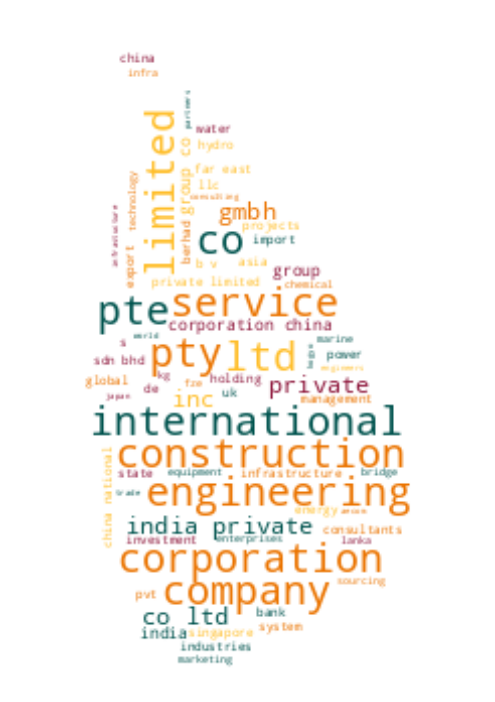 china
infra
partners
water
limited
hydro
group co
far east
technology
llc
consulting
gmbh
infrastructure
berhad
projects
co
import
export
b v
asia
group
private limited
chemical
pte
service
corporation china
world
s
marine
pty
ltd
power
sdn bhd
engineers
kg
holding
global
fze
private
de
uk
japan
inc
management
international
construction
china national
state
equipment
infrastructure
bridge
trade
engineering
energy
aecom
india private
consultants
investment
enterprises
lanka
corporation
company
sourcing
pvt
co ltd
bank
india
singapore
system
industries
marketing